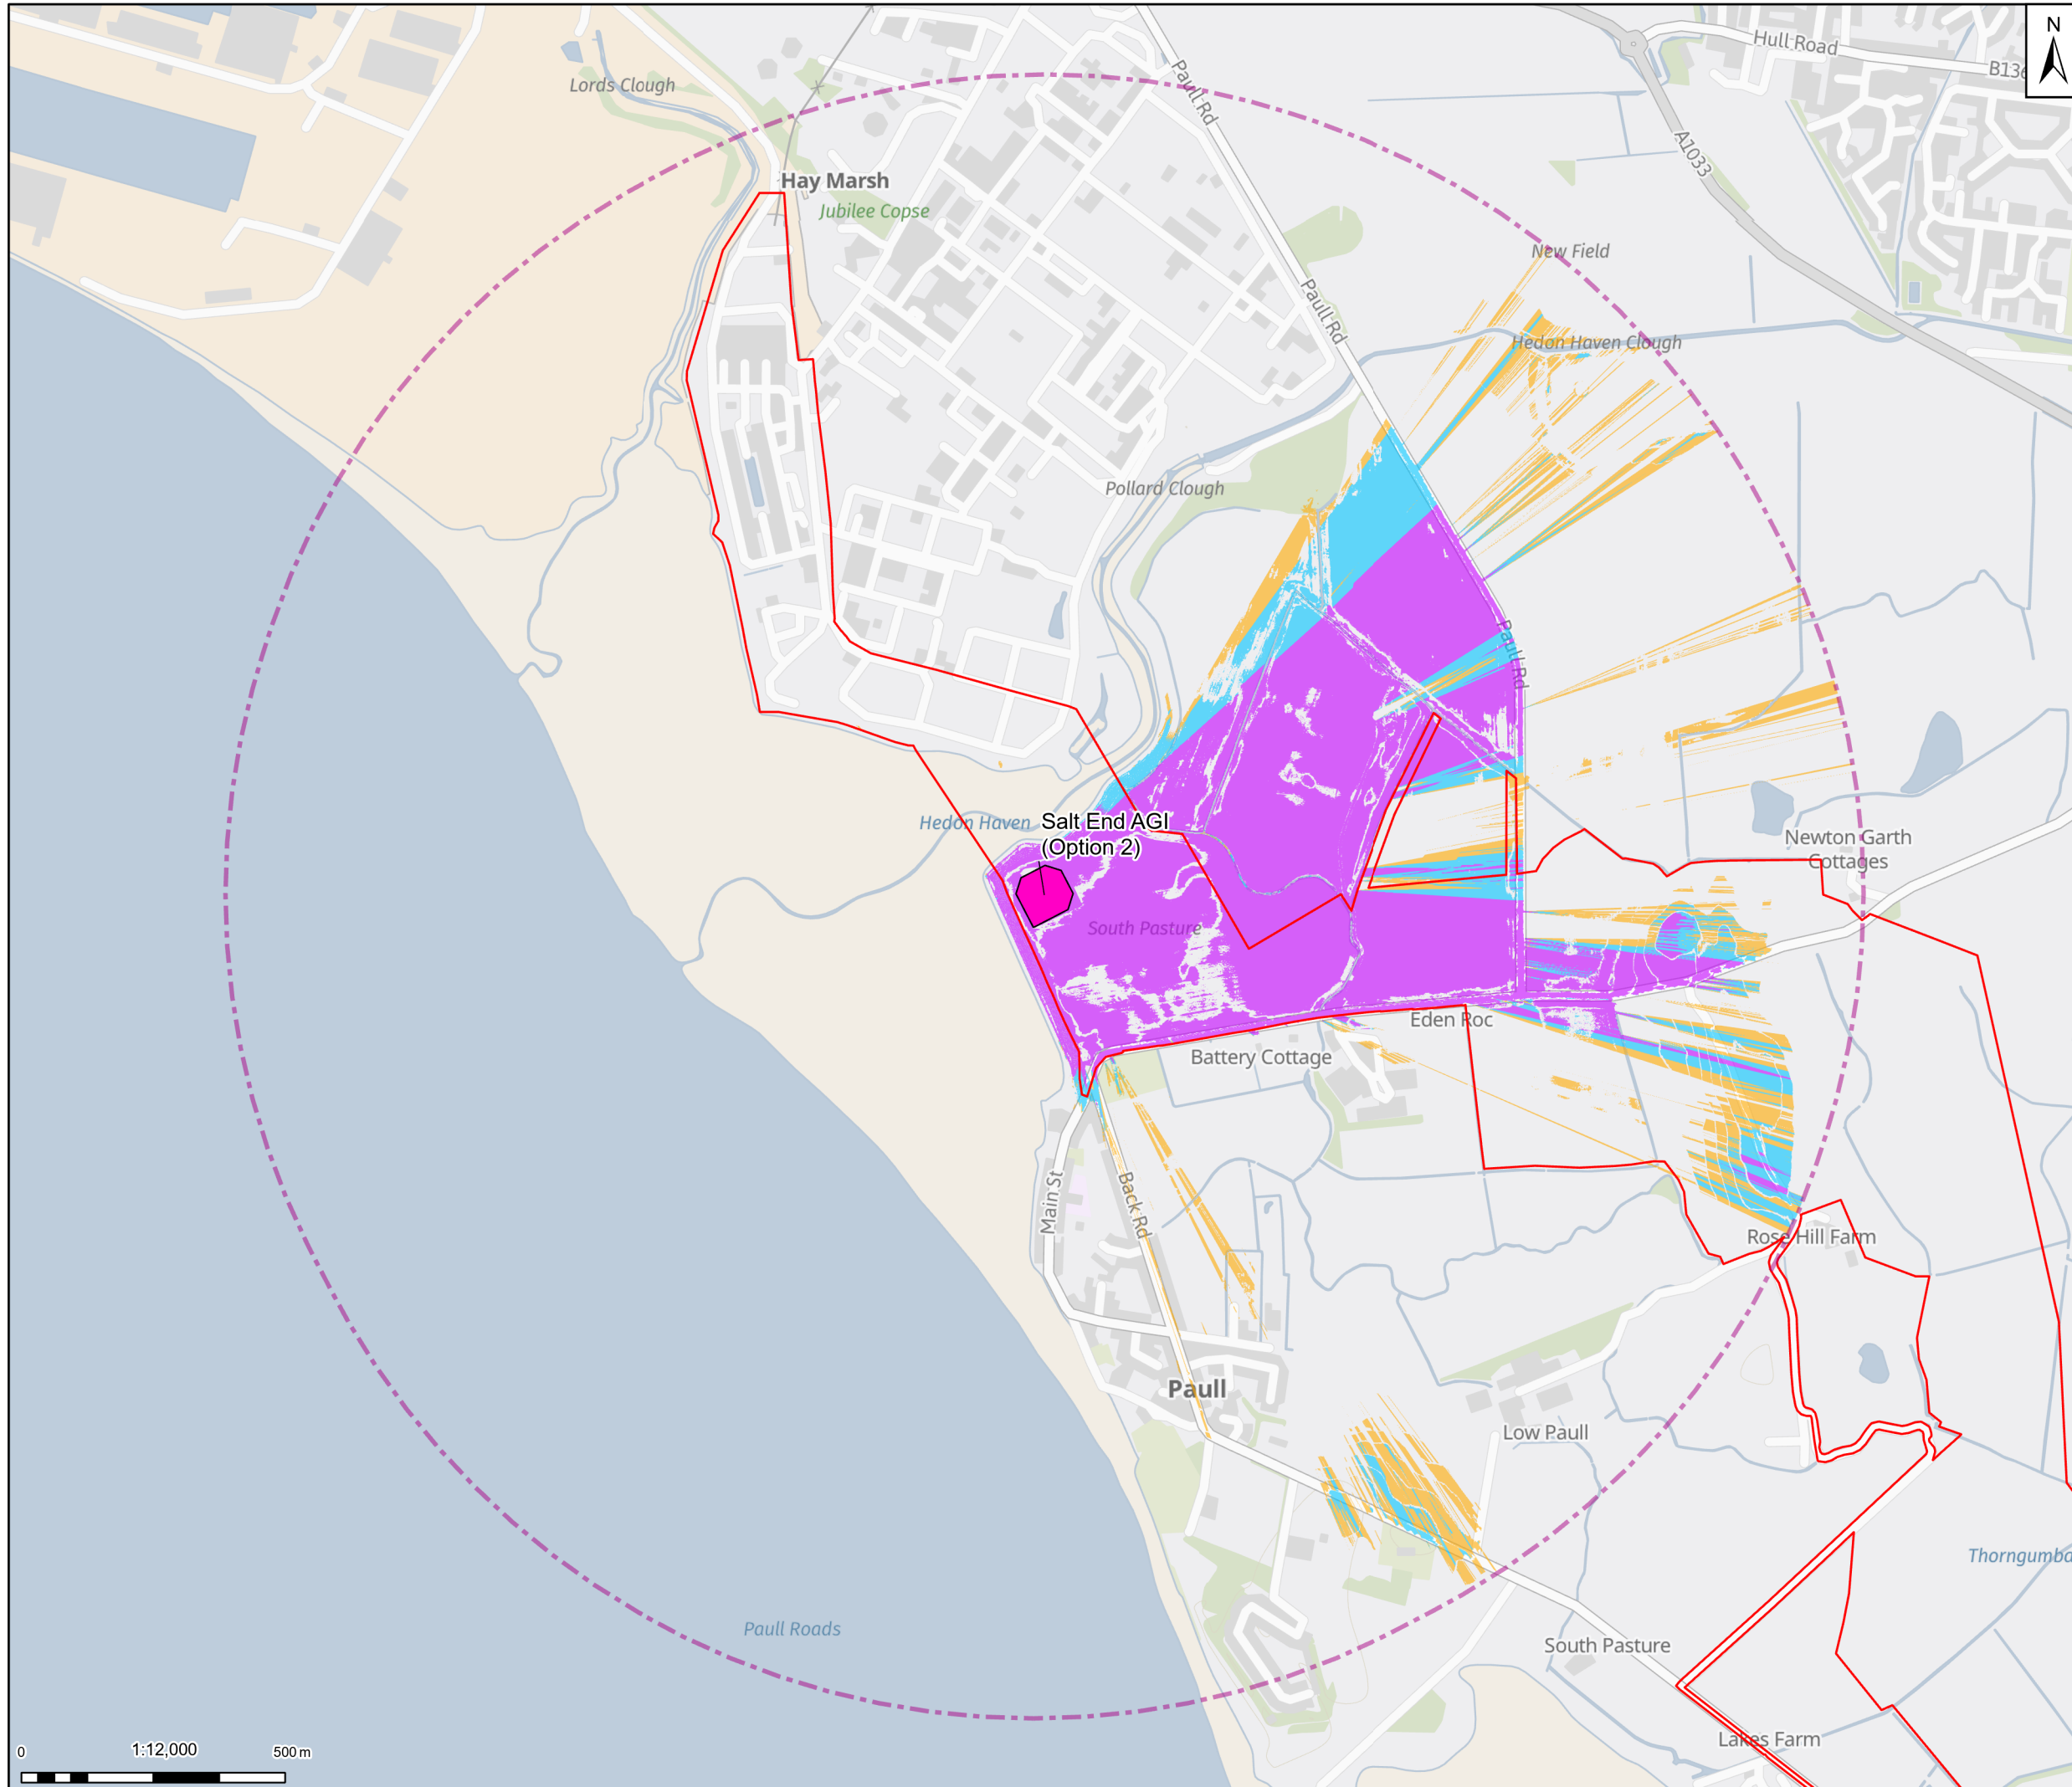 N
Hull Road
B136
Lords Clough
Paull Rd
A1033
Hay Marsh
Jubilee Copse
New Field
Paull Rd
Hedon Haven Clough
Pollard Clough
Paull Rd
Hedon Haven
Salt End AGI
(Option 2)
Newton Garth
Cottages
South Pasture
Eden Roc
Battery Cottage
Main St
Back Rd
Rose Hill Farm
Paull
Low Paull
Thorngumba
Paull Roads
South Pasture
Lakes Farm
0
1:12,000
500 m